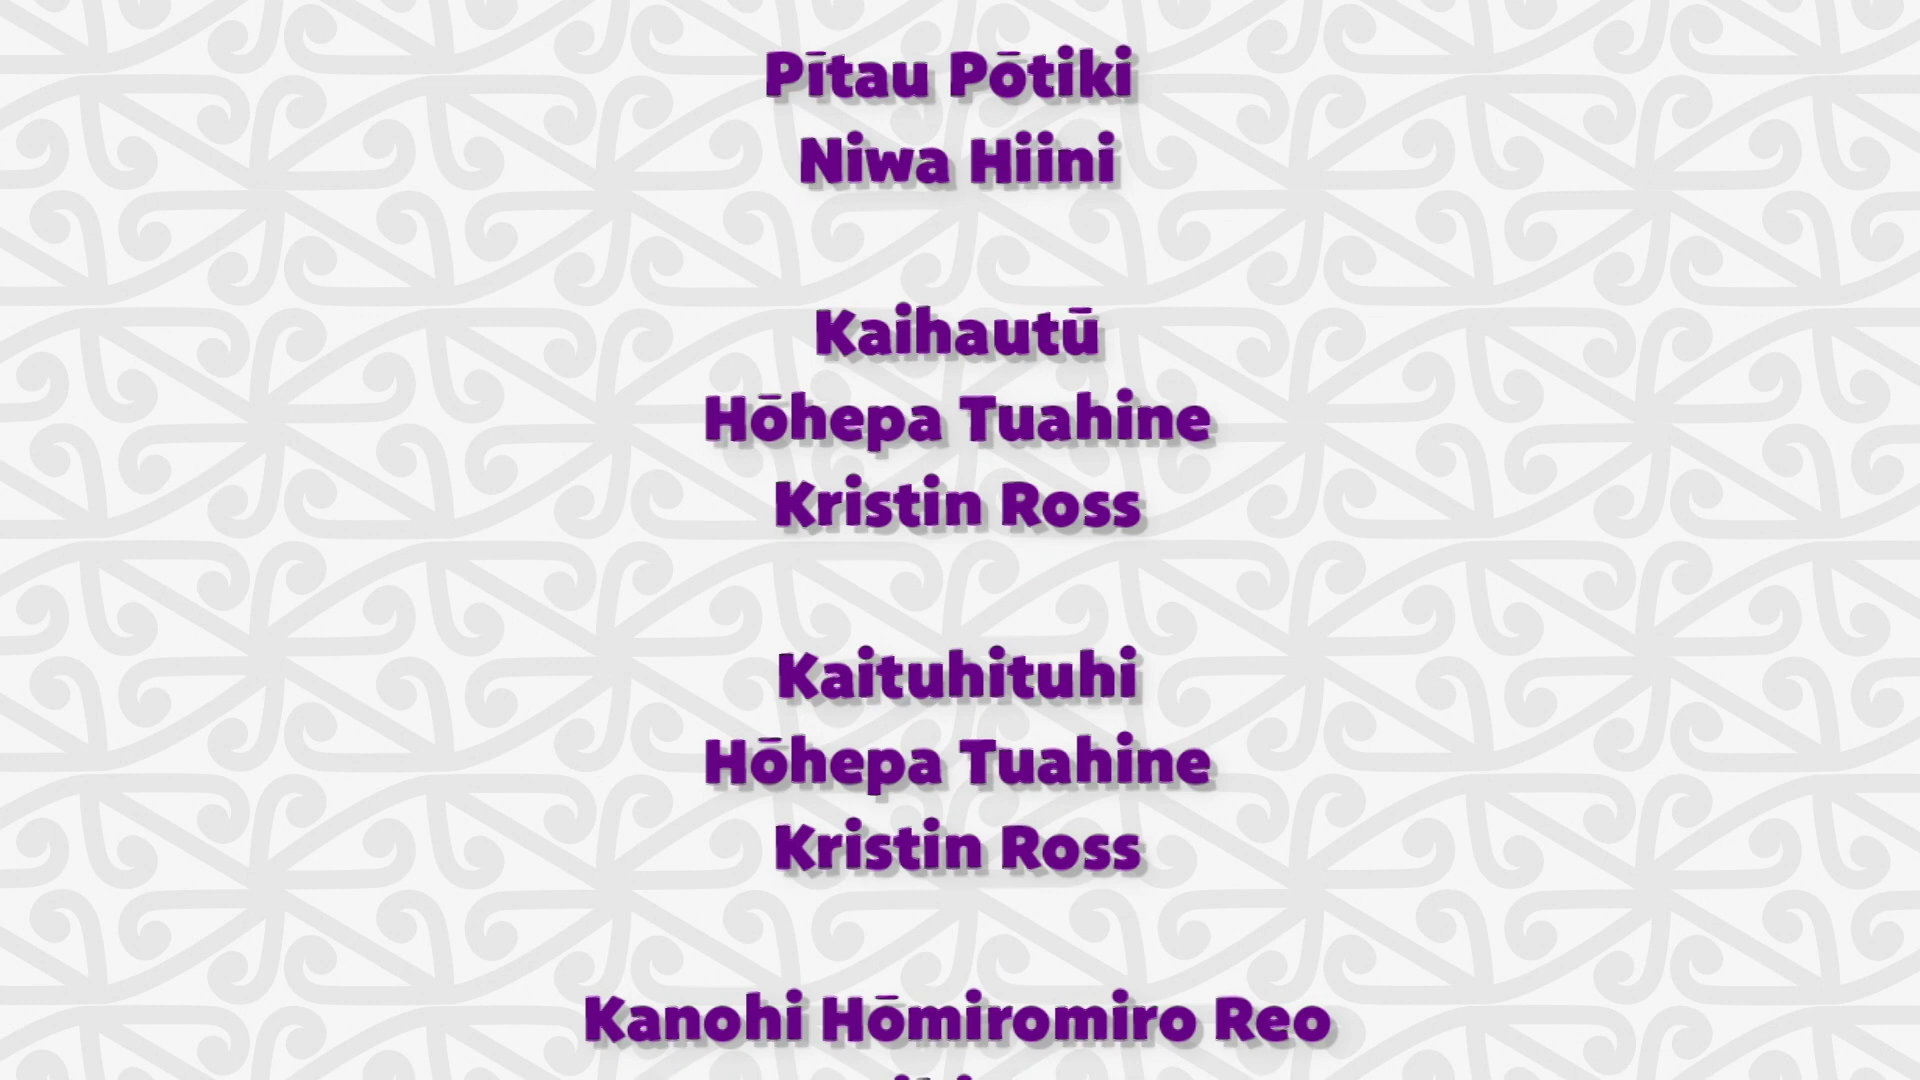 Pītau Pōtiki
Niwa Hiini
Kaihautū
Hōhepa Tuahine
Kristin Ross
Kaituhituhi
Hōhepa Tuahine
Kristin Ross
Kanohi Hōmiromiro Reo